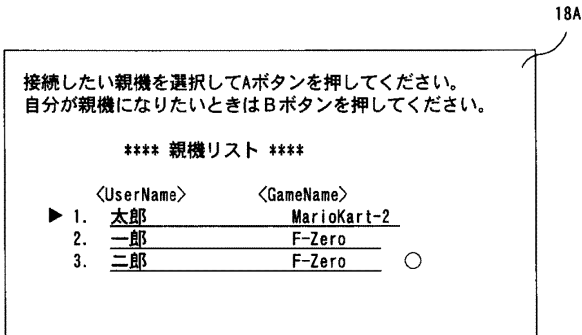 18A
接続したい親機を選択してAボタンを押してください。
自分が親機になりたいときはBボタンを押してください。
**** 親機リスト ****
〈UserName〉 〈GameName〉
▶ 1. 太郎 MarioKart-2
2. 一郎 F-Zero
3. 二郎 F-Zero ○